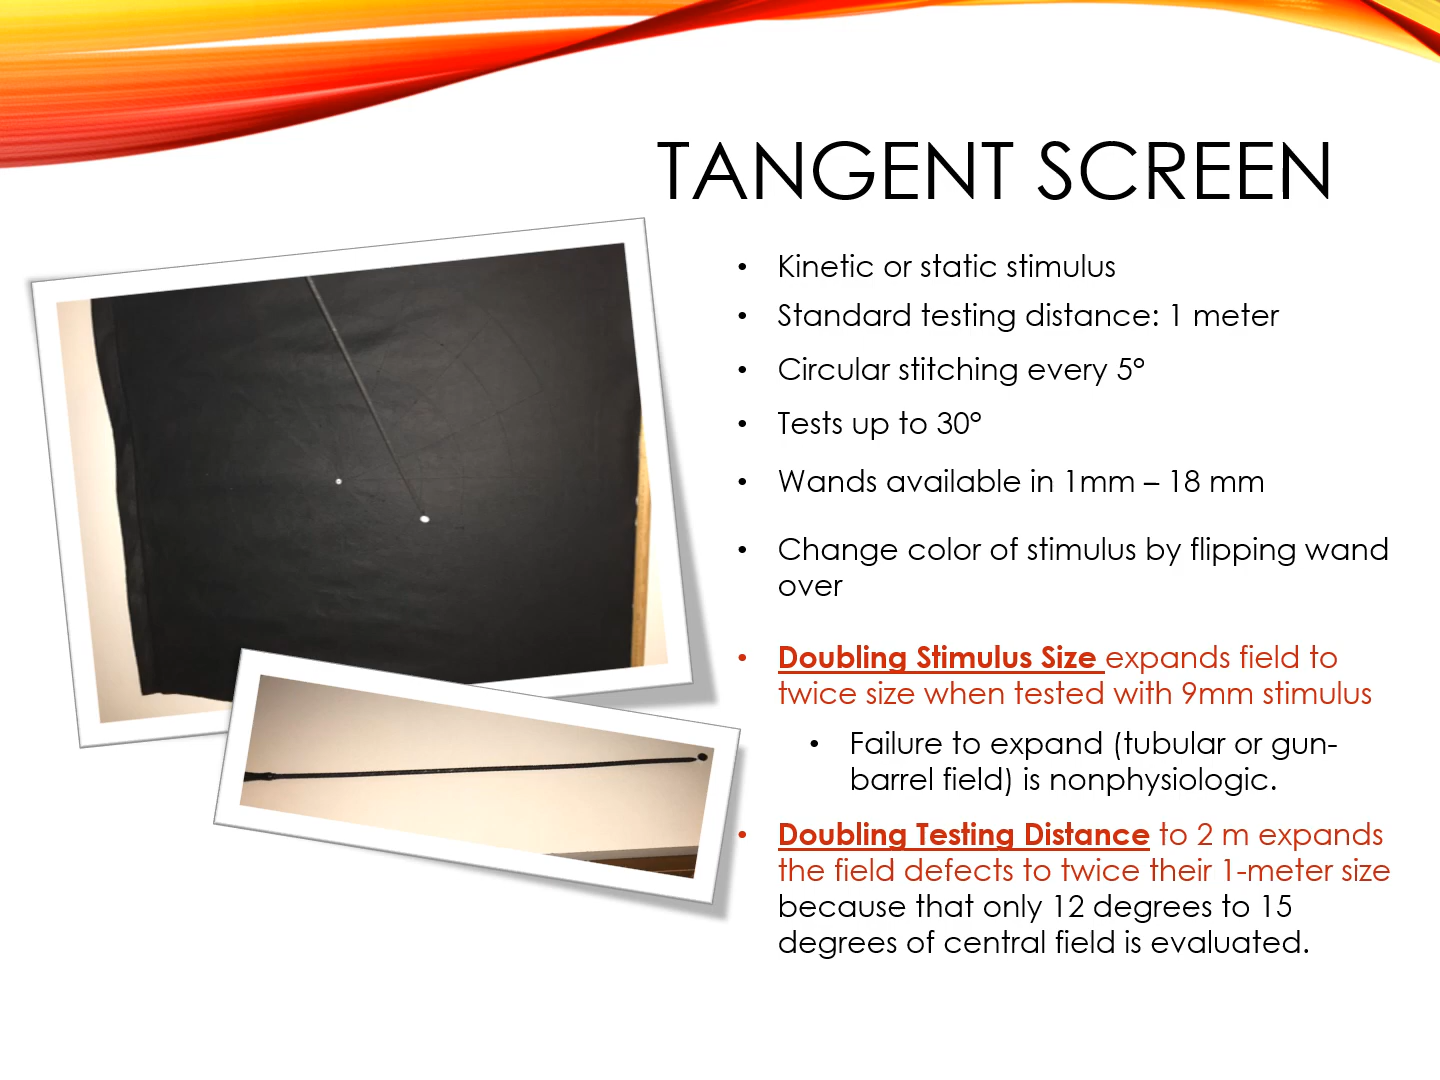 TANGENT SCREEN
• Kinetic or static stimulus
• Standard testing distance: 1 meter
• Circular stitching every 5°
• Tests up to 30°
• Wands available in 1mm – 18 mm
• Change color of stimulus by flipping wand
over
• Doubling Stimulus Size expands field to
twice size when tested with 9mm stimulus
• Failure to expand (tubular or gun-
barrel field) is nonphysiologic.
• Doubling Testing Distance to 2 m expands
the field defects to twice their 1-meter size
because that only 12 degrees to 15
degrees of central field is evaluated.